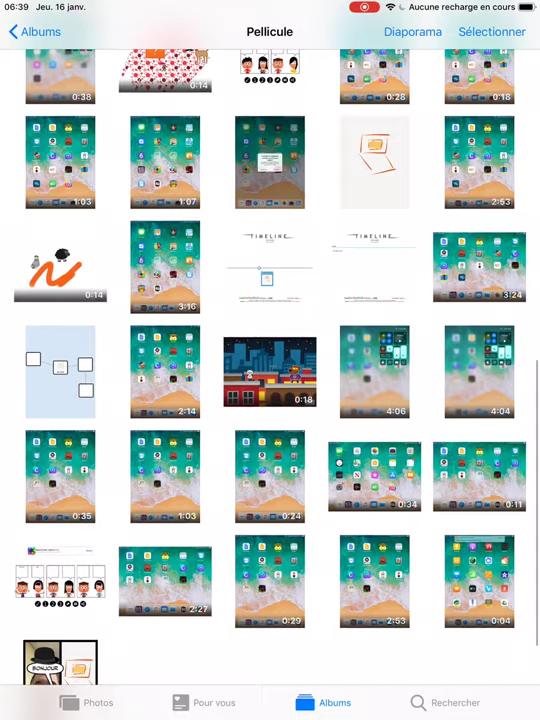 06:39 Jeu. 16 janv.
Aucune recharge en cours
Albums
Pellicule
Diaporama
Sélectionner
0:38
0:14
0:28
0:18
1:03
1:07
2:53
0:14
3:16
TIMELINE
TIMELINE
3:24
2:14
0:18
4:06
4:04
0:35
1:03
0:24
0:34
0:11
2:27
0:29
2:53
0:04
BONJOUR
Photos
Pour vous
Albums
Rechercher